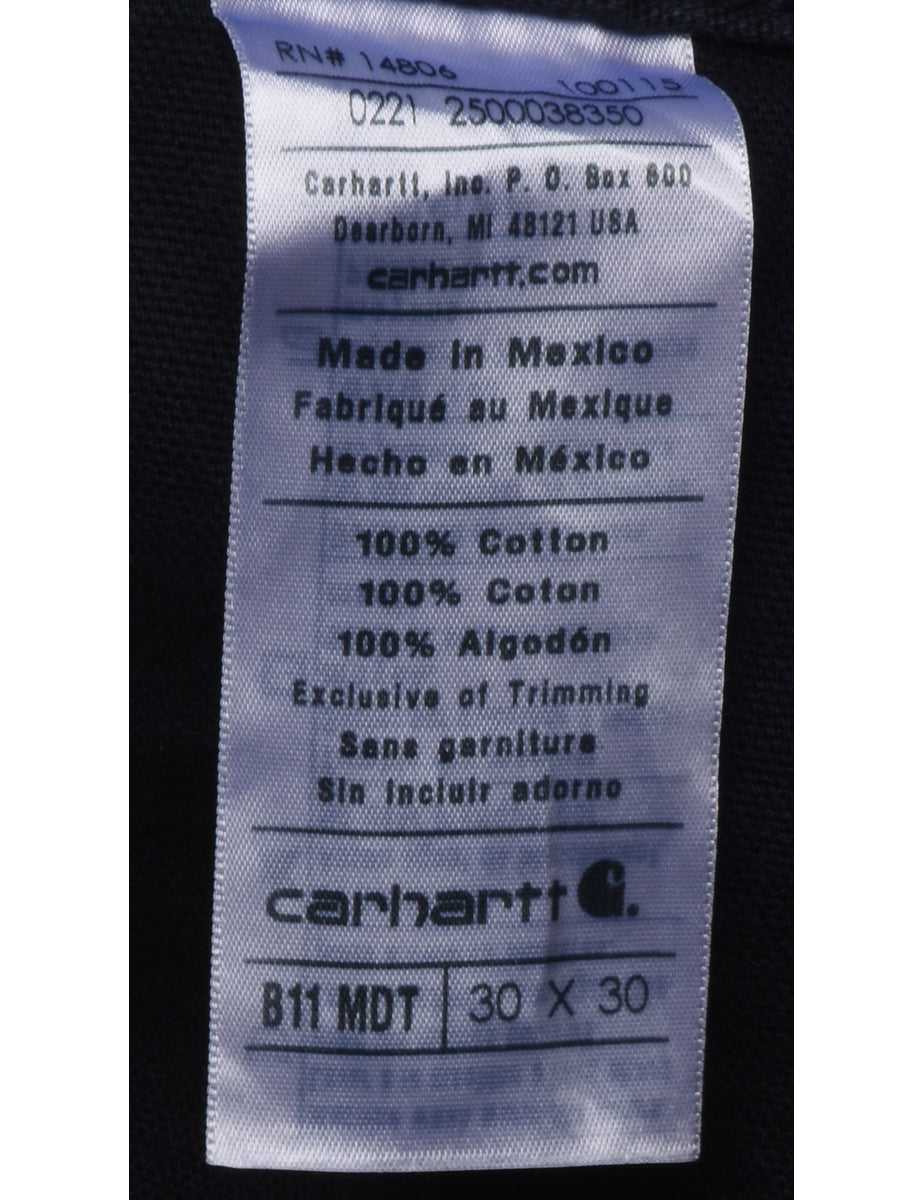 RN# 14806 100115
0221 2500038350
Carhartt, Inc. P. O. Box 600
Dearborn, MI 48121 USA
carhartt.com
Made in Mexico
Fabriqué au Mexique
Hecho en México
100% Cotton
100% Coton
100% Algodón
Exclusive of Trimming
Sans garniture
Sin incluir adorno
carhartt
B11 MDT 30 X 30